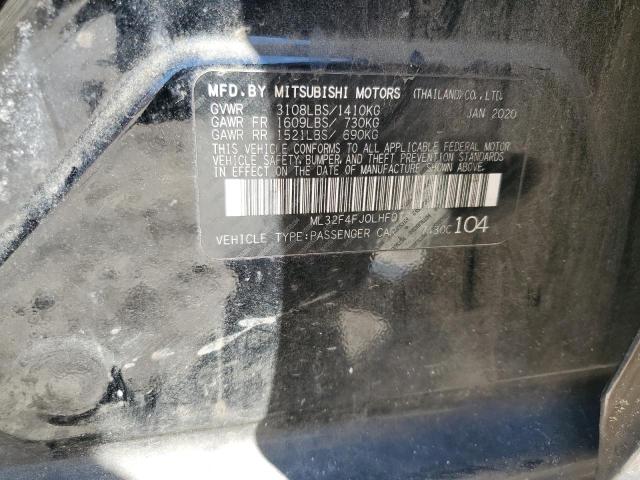 MFD.BY MITSUBISHI MOTORS (THAILAND)CO.,LTD.
GVWR 3108LBS/1410KG JAN 2020
GAWR FR 1609LBS/ 730KG
GAWR RR 1521LBS/ 690KG
THIS VEHICLE CONFORMS TO ALL APPLICABLE FEDERAL MOTOR
VEHICLE SAFETY, BUMPER, AND THEFT PREVENTION STANDARDS
IN EFFECT ON THE DATE OF MANUFACTURE SHOWN ABOVE.
VEHICLE TYPE:PASSENGER CAR 104